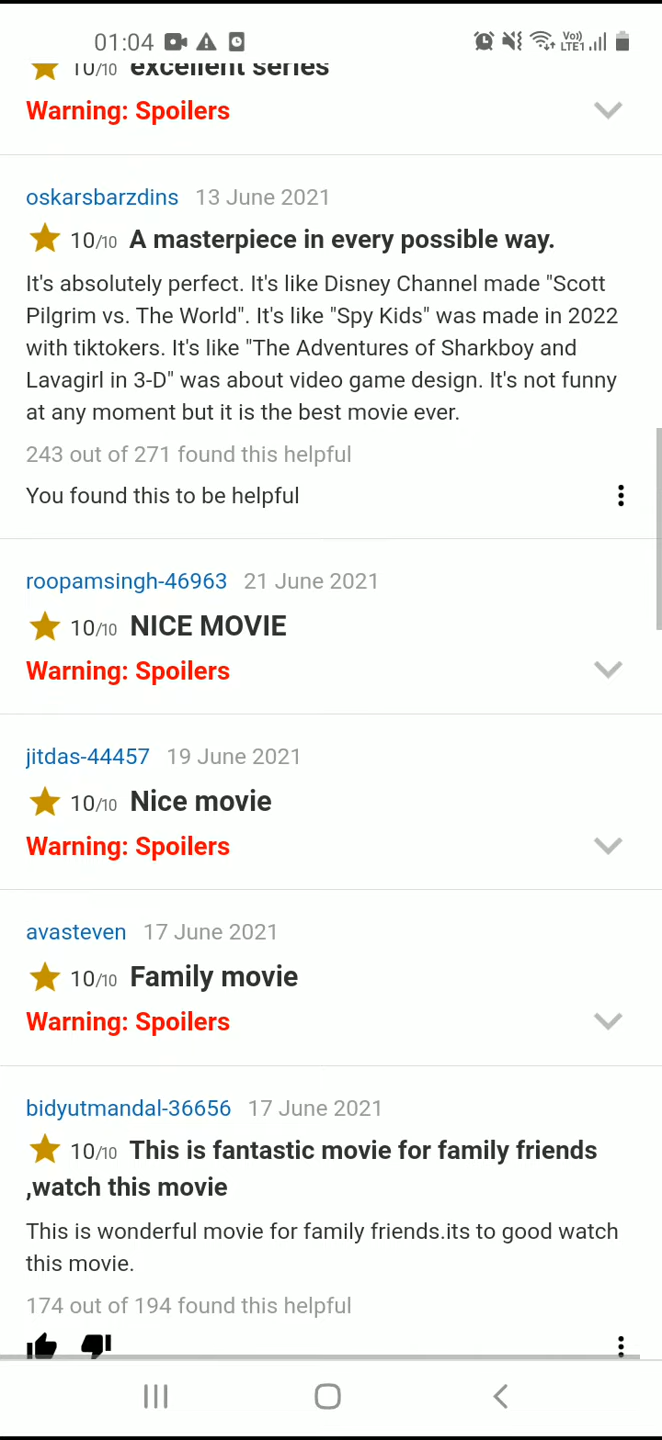 01:04 Vo)) LTE1
10/10 excellent series
Warning: Spoilers
oskarsbarzdins 13 June 2021
10/10 A masterpiece in every possible way.
It's absolutely perfect. It's like Disney Channel made "Scott
Pilgrim vs. The World". It's like "Spy Kids" was made in 2022
with tiktokers. It's like "The Adventures of Sharkboy and
Lavagirl in 3-D" was about video game design. It's not funny
at any moment but it is the best movie ever.
243 out of 271 found this helpful
You found this to be helpful
roopamsingh-46963 21 June 2021
10/10 NICE MOVIE
Warning: Spoilers
jitdas-44457 19 June 2021
10/10 Nice movie
Warning: Spoilers
avasteven 17 June 2021
10/10 Family movie
Warning: Spoilers
bidyutmandal-36656 17 June 2021
10/10 This is fantastic movie for family friends
,watch this movie
This is wonderful movie for family friends.its to good watch
this movie.
174 out of 194 found this helpful